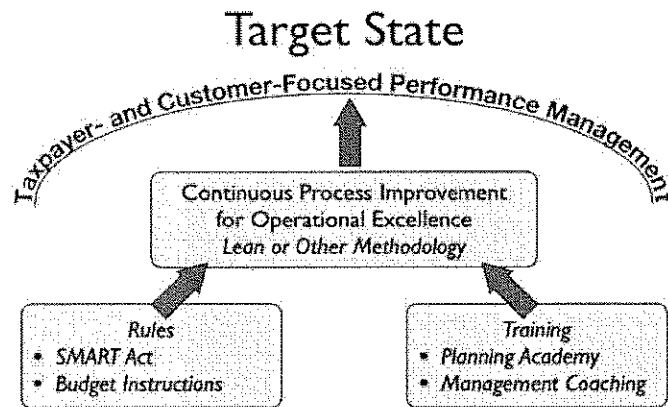 Target State
Taxpayer- and Customer-Focused Performance Management
Continuous Process Improvement
for Operational Excellence
Lean or Other Methodology
Rules
• SMART Act
• Budget Instructions
Training
• Planning Academy
• Management Coaching